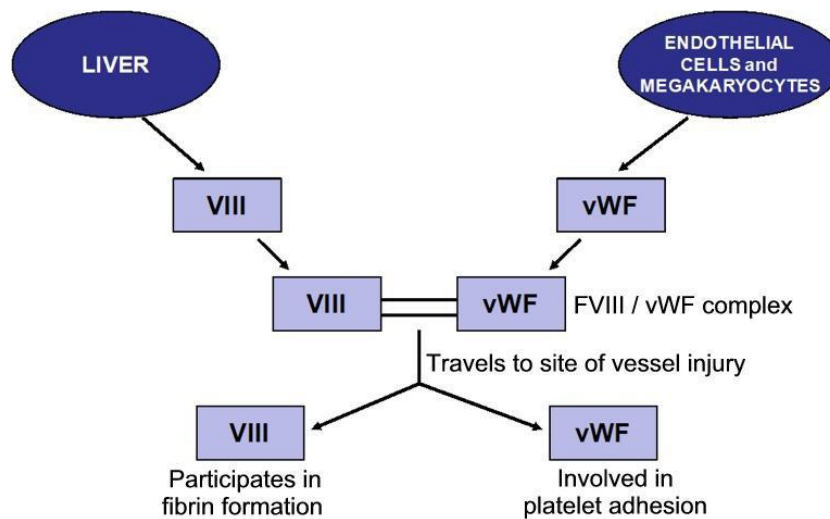 LIVER
ENDOTHELIAL
CELLS and
MEGAKARYOCYTES
VIII
vWF
VIII
vWF
FVIII / vWF complex
Travels to site of vessel injury
VIII
vWF
Participates in
fibrin formation
Involved in
platelet adhesion